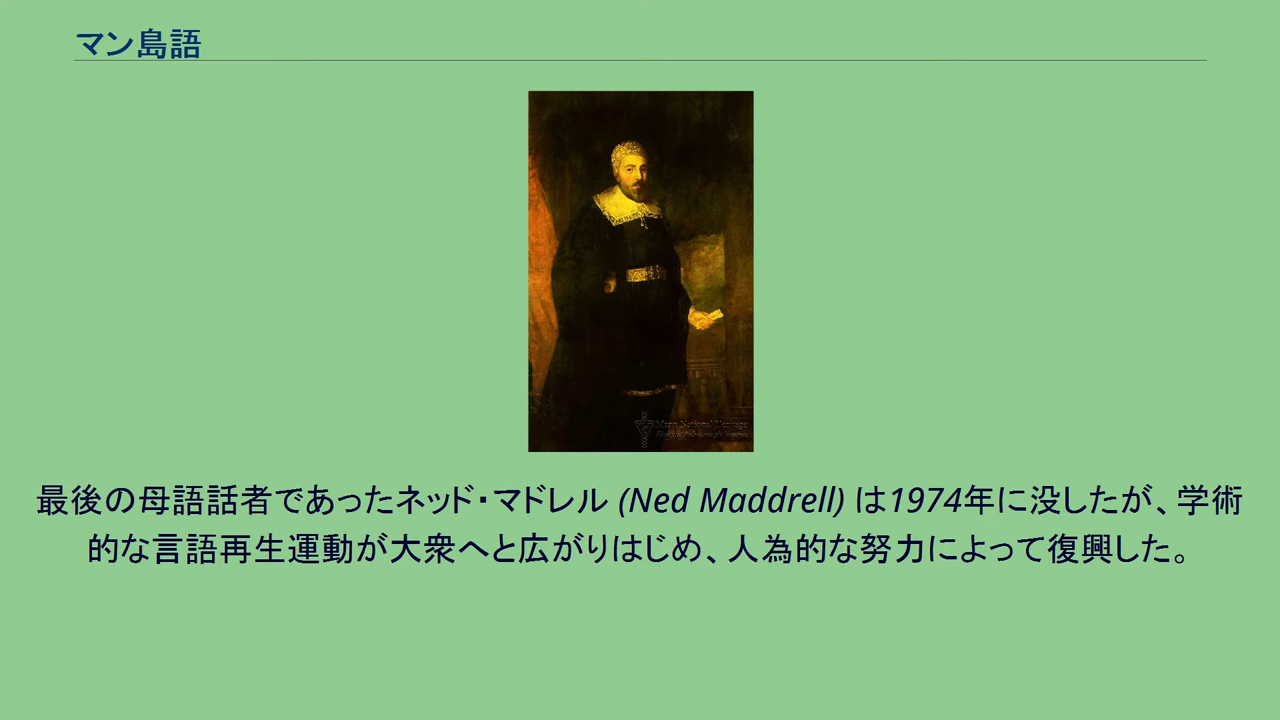 マン島語
Manx National Heritage
最後の母語話者であったネッド・マドレル (Ned Maddrell) は1974年に没したが、学術
的な言語再生運動が大衆へと広がりはじめ、人為的な努力によって復興した。